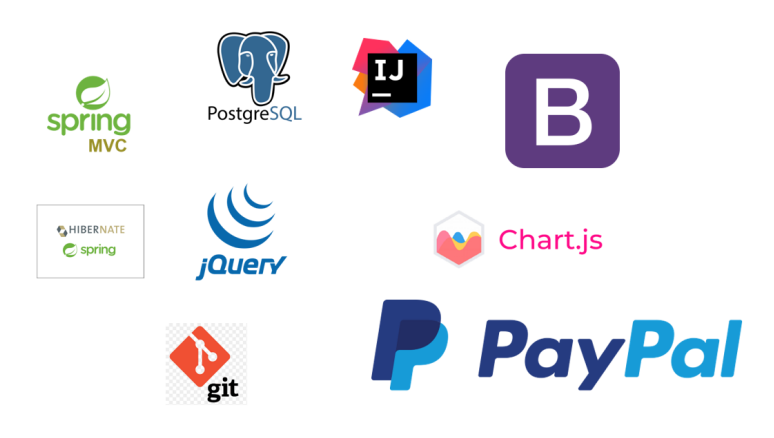 spring
MVC
PostgreSQL
IJ
B
HIBERNATE
spring
jQuery
Chart.js
git
P PayPal